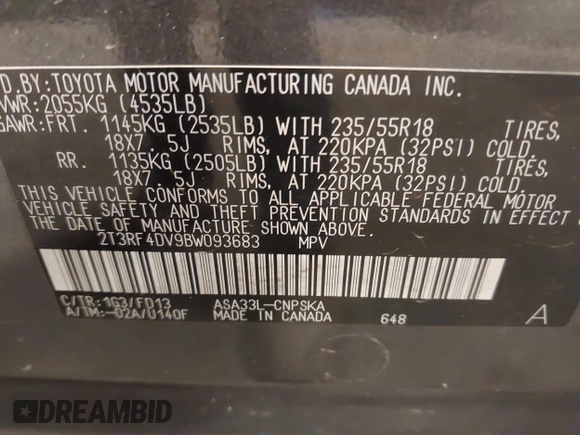 D.BY:TOYOTA MOTOR MANUFACTURING CANADA INC.
VWR:2055KG (4535LB)
GAWR:FRT. 1145KG (2535LB) WITH 235/55R18 TIRES,
18X7. 5J RIMS, AT 220KPA (32PSI) COLD.
RR. 1135KG (2505LB) WITH 235/55R18 TIRES,
18X7. 5J RIMS, AT 220KPA (32PSI) COLD.
THIS VEHICLE CONFORMS TO ALL APPLICABLE FEDERAL MOTOR
VEHICLE SAFETY AND THEFT PREVENTION STANDARDS IN EFFECT
THE DATE OF MANUFACTURE SHOWN ABOVE.
2T3RF4DV9BW093683 MPV
C/TR:1G3/FD13 ASA33L-CNPSKA
A/TM:-02A/U140F MADE IN CANADA 648 A
DREAMBID